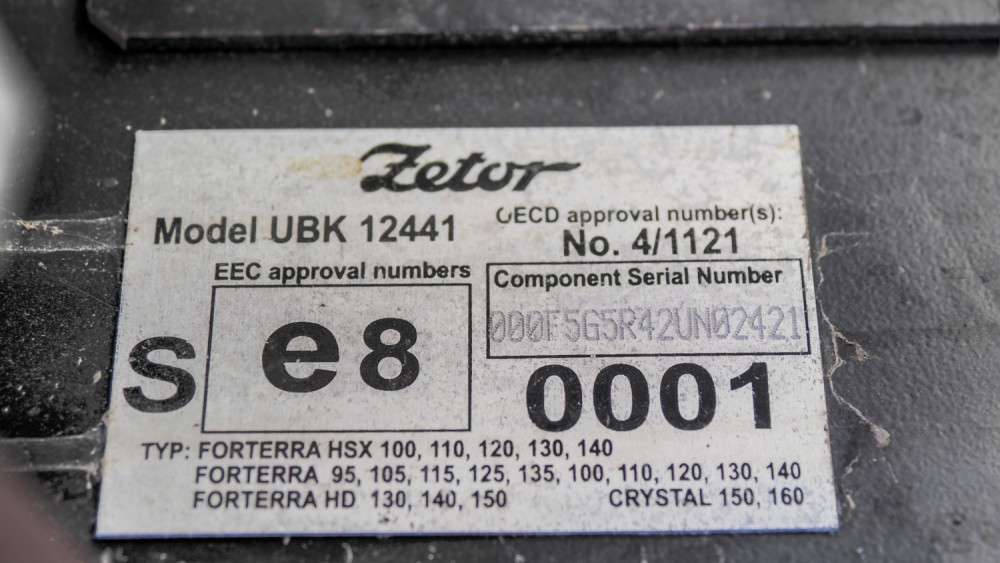 Zetor
Model UBK 12441
OECD approval number(s):
No. 4/1121
EEC approval numbers
Component Serial Number
000F5G5R42UN02421
S e8
0001
TYP: FORTERRA HSX 100, 110, 120, 130, 140
FORTERRA 95, 105, 115, 125, 135, 100, 110, 120, 130, 140
FORTERRA HD 130, 140, 150 CRYSTAL 150, 160